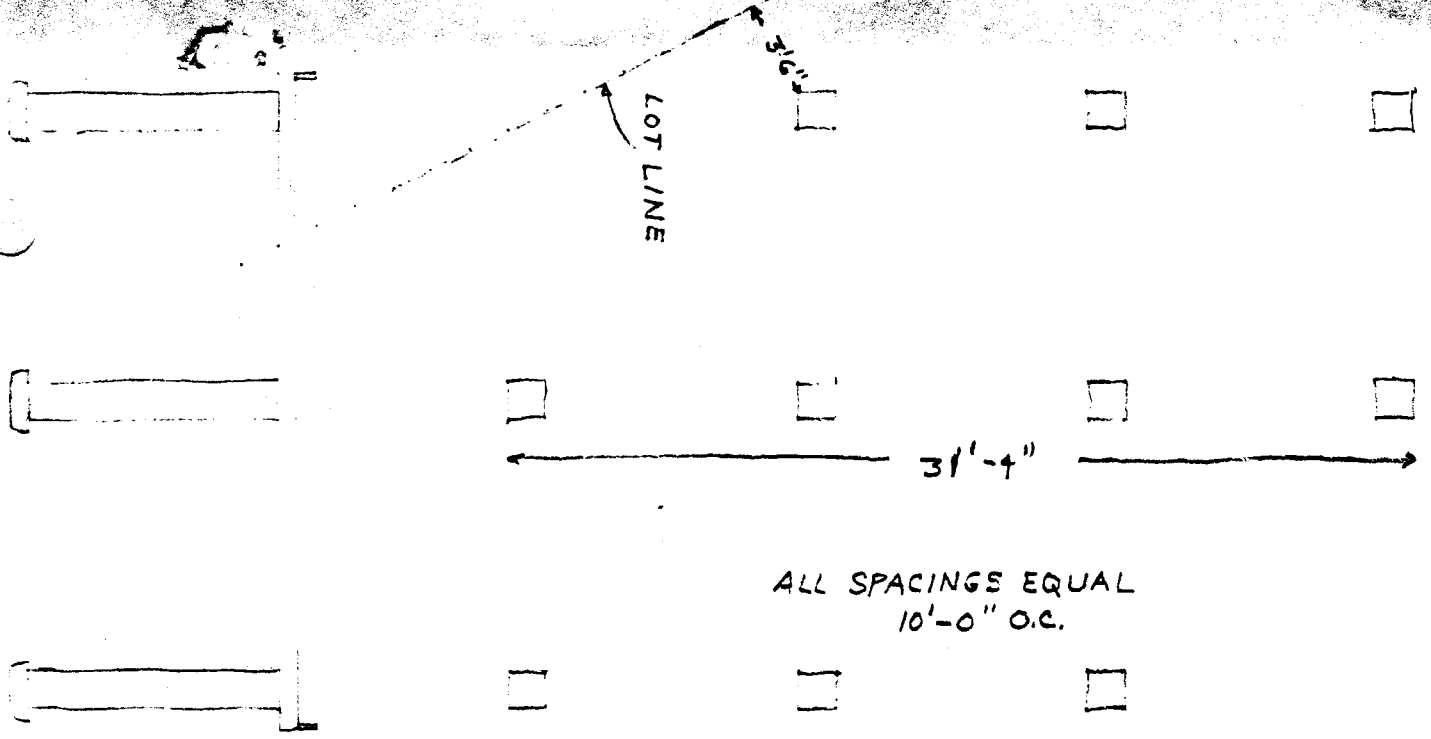 3'6"
LOT LINE
31'-4"
ALL SPACINGS EQUAL
10'-0" O.C.